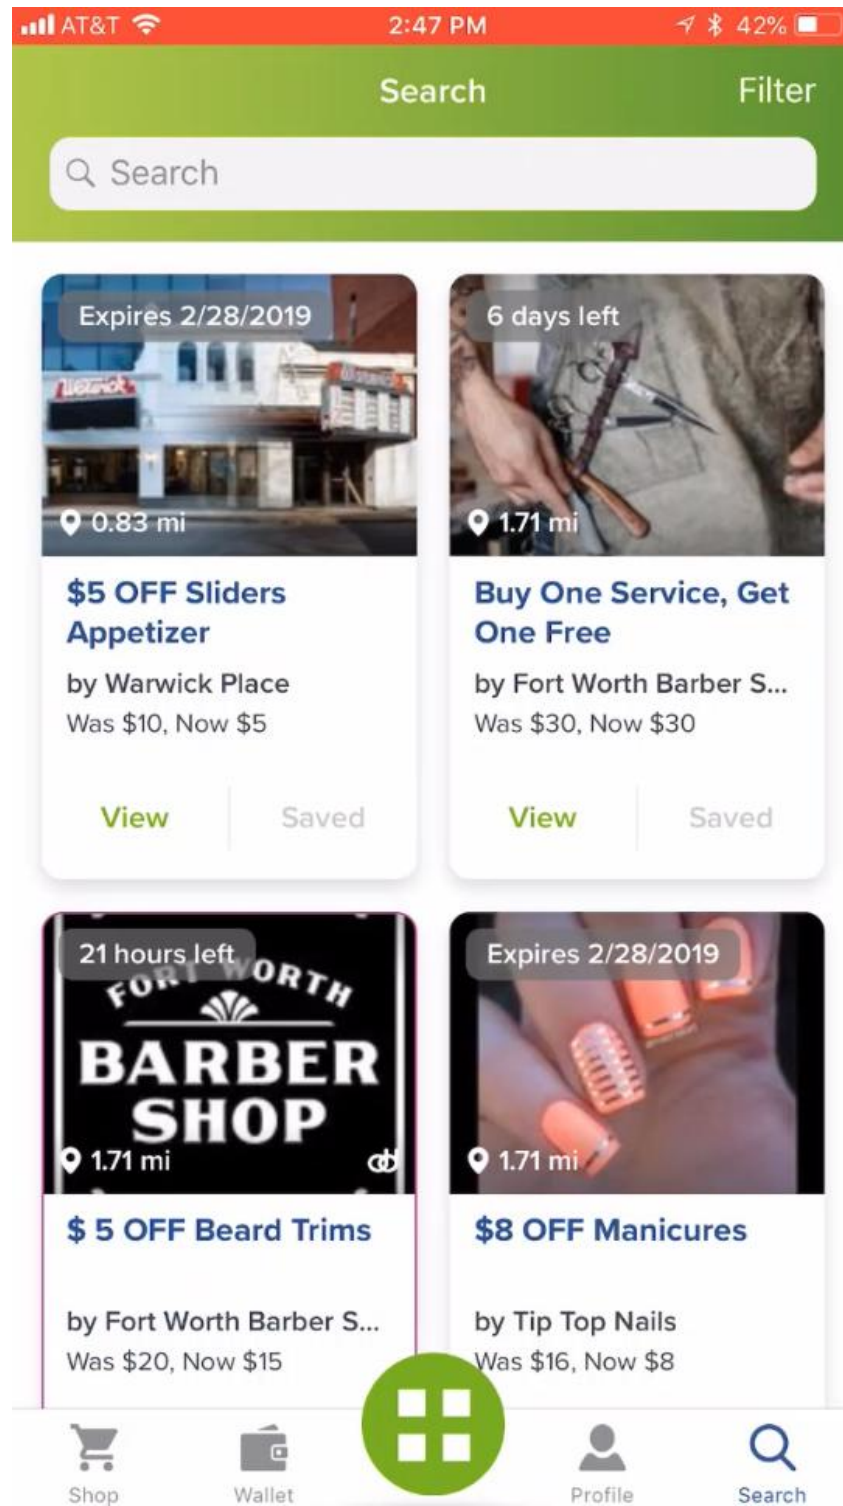 AT&T 2:47 PM 42%
Search Filter
Search
Expires 2/28/2019
Warwick
0.83 mi
$5 OFF Sliders
Appetizer
by Warwick Place
Was $10, Now $5
View Saved
6 days left
1.71 mi
Buy One Service, Get
One Free
by Fort Worth Barber S...
Was $30, Now $30
View Saved
21 hours left
FORT WORTH
BARBER
SHOP
1.71 mi
$ 5 OFF Beard Trims
by Fort Worth Barber S...
Was $20, Now $15
Expires 2/28/2019
1.71 mi
$8 OFF Manicures
by Tip Top Nails
Was $16, Now $8
Shop Wallet Profile Search